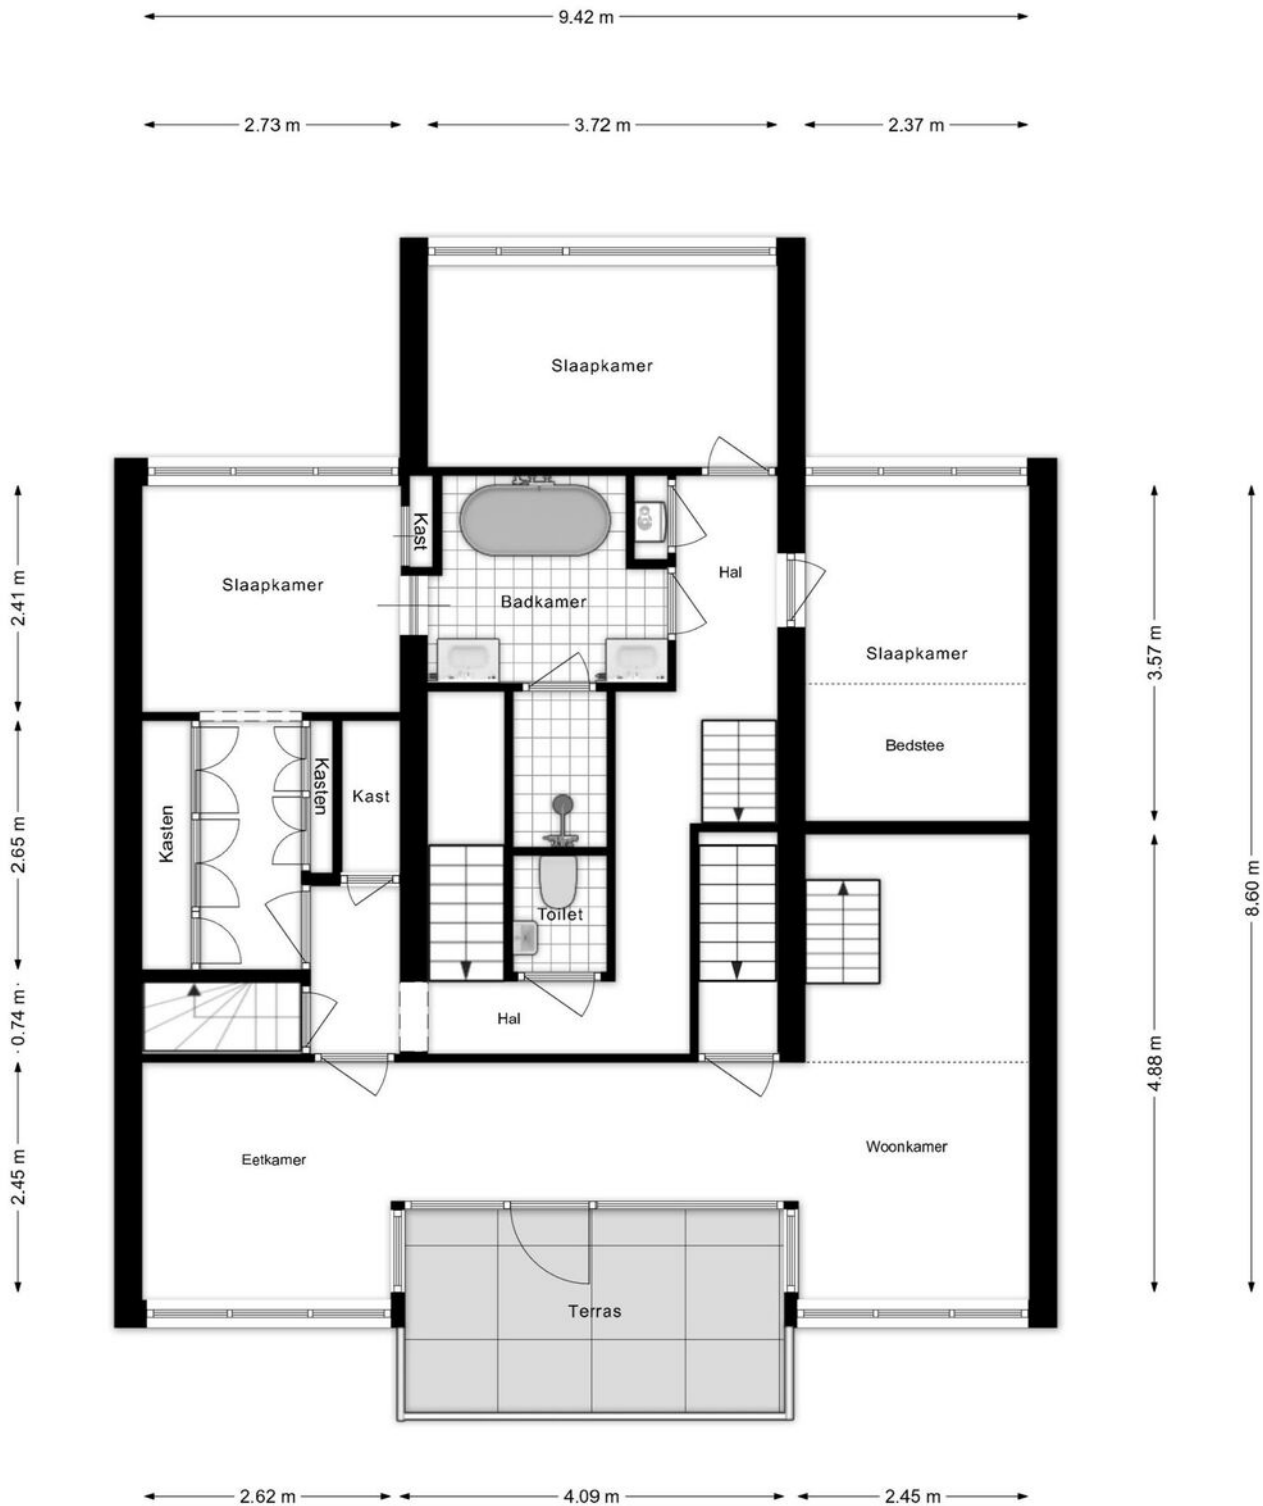 9.42 m
2.73 m
3.72 m
2.37 m
Slaapkamer
Kast
Slaapkamer
Badkamer
Hal
Slaapkamer
2.41 m
3.57 m
Bedstee
Kasten
Kasten
Kast
2.65 m
8.60 m
Toilet
Hal
0.74 m
4.88 m
Eetkamer
Woonkamer
2.45 m
Terras
2.62 m
4.09 m
2.45 m